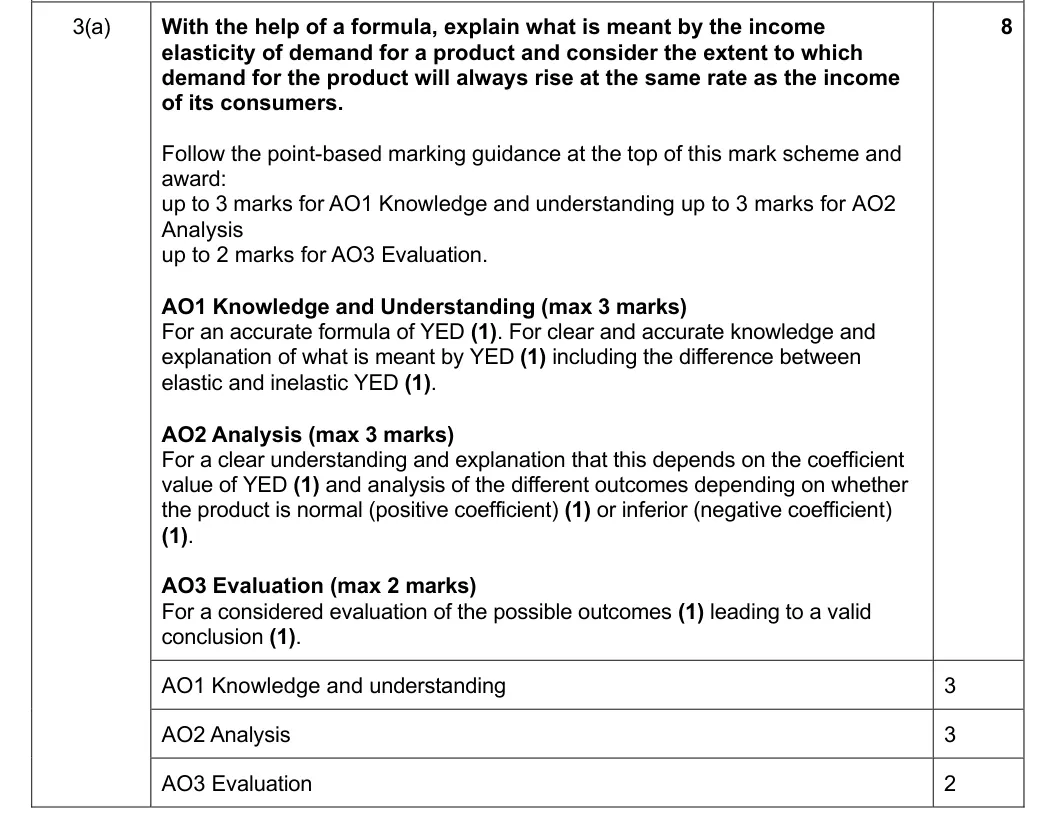 3(a)
With the help of a formula, explain what is meant by the income
elasticity of demand for a product and consider the extent to which
demand for the product will always rise at the same rate as the income
of its consumers.
8
Follow the point-based marking guidance at the top of this mark scheme and
award:
up to 3 marks for AO1 Knowledge and understanding up to 3 marks for AO2
Analysis
up to 2 marks for AO3 Evaluation.
AO1 Knowledge and Understanding (max 3 marks)
For an accurate formula of YED (1). For clear and accurate knowledge and
explanation of what is meant by YED (1) including the difference between
elastic and inelastic YED (1).
AO2 Analysis (max 3 marks)
For a clear understanding and explanation that this depends on the coefficient
value of YED (1) and analysis of the different outcomes depending on whether
the product is normal (positive coefficient) (1) or inferior (negative coefficient)
(1).
AO3 Evaluation (max 2 marks)
For a considered evaluation of the possible outcomes (1) leading to a valid
conclusion (1).
AO1 Knowledge and understanding
3
AO2 Analysis
3
AO3 Evaluation
2